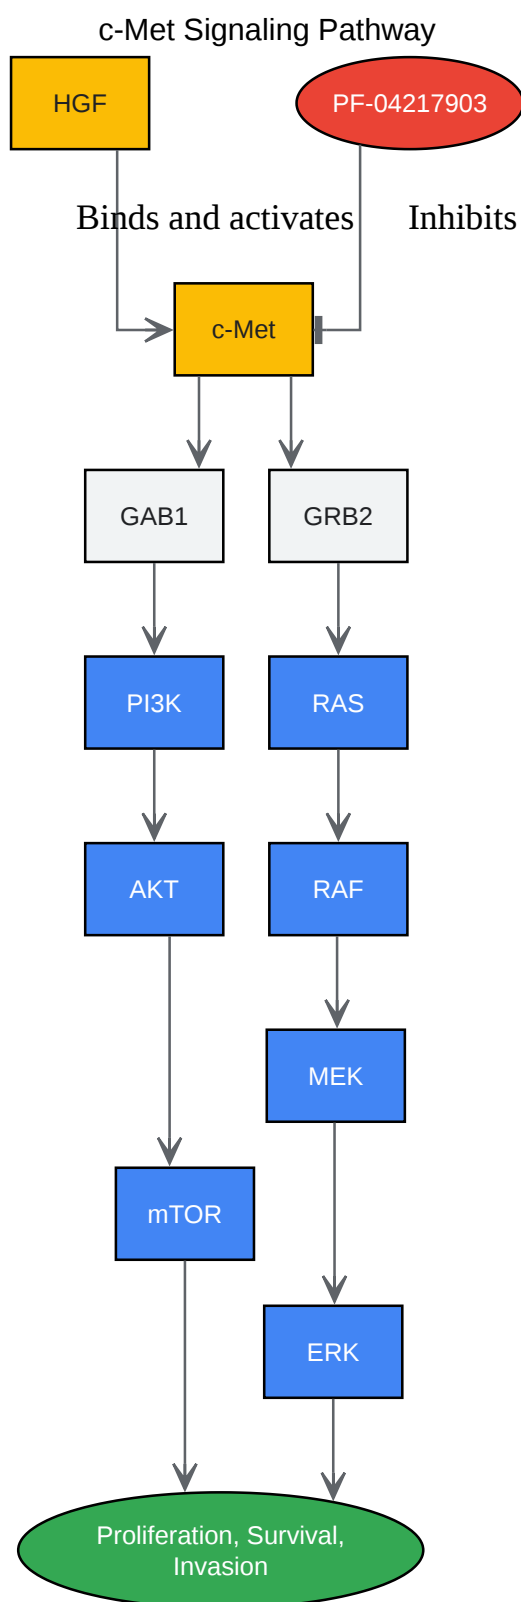 c-Met Signaling Pathway
HGF
PF-04217903
Binds and activates
Inhibits
c-Met
GAB1
GRB2
PI3K
RAS
AKT
RAF
MEK
mTOR
ERK
Proliferation, Survival,
Invasion